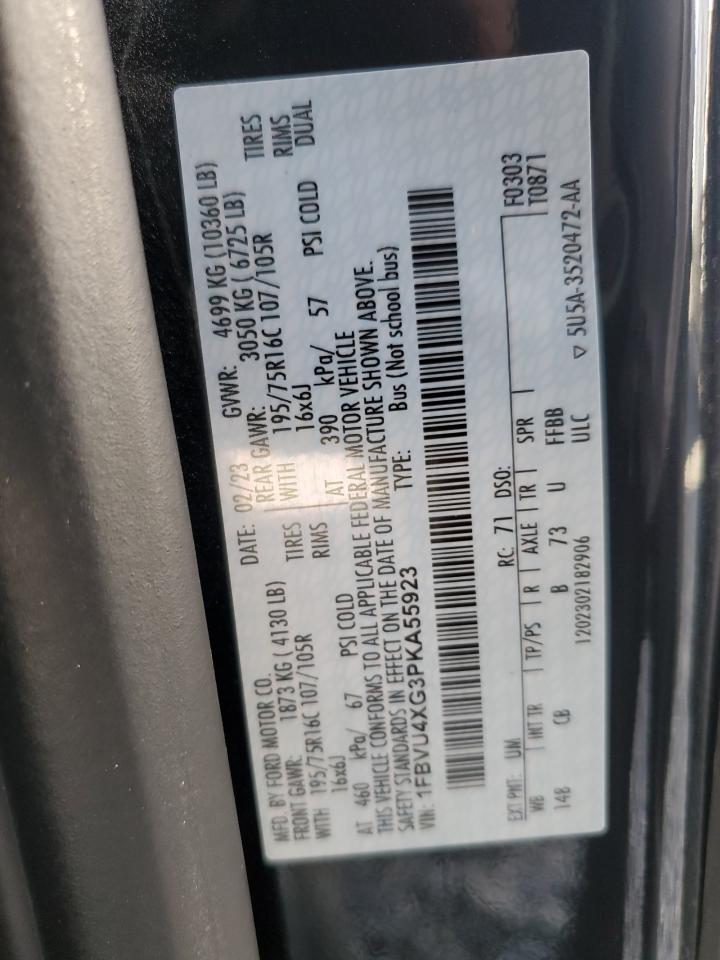 MFD. BY FORD MOTOR CO.
DATE: 02/23 GVWR: 4699 KG (10360 LB)
FRONT GAWR: 1873 KG ( 4130 LB) REAR GAWR: 3050 KG ( 6725 LB)
WITH 195/75R16C 107/105R TIRES WITH 195/75R16C 107/105R TIRES
16x6J RIMS 16x6J RIMS
AT 460 kPa/ 67 PSI COLD AT 390 kPa/ 57 PSI COLD DUAL
THIS VEHICLE CONFORMS TO ALL APPLICABLE FEDERAL MOTOR VEHICLE
SAFETY STANDARDS IN EFFECT ON THE DATE OF MANUFACTURE SHOWN ABOVE.
VIN: 1FBVU4XG3PKA55923 TYPE: Bus (Not school bus)
F0303
T0871
EXT PNT: UM RC: 71 DSO:
WB INT TR TP/PS R AXLE TR SPR
148 CB B 73 U FFBB
1202302182906 ULC ▽ 5U5A-3520472-AA